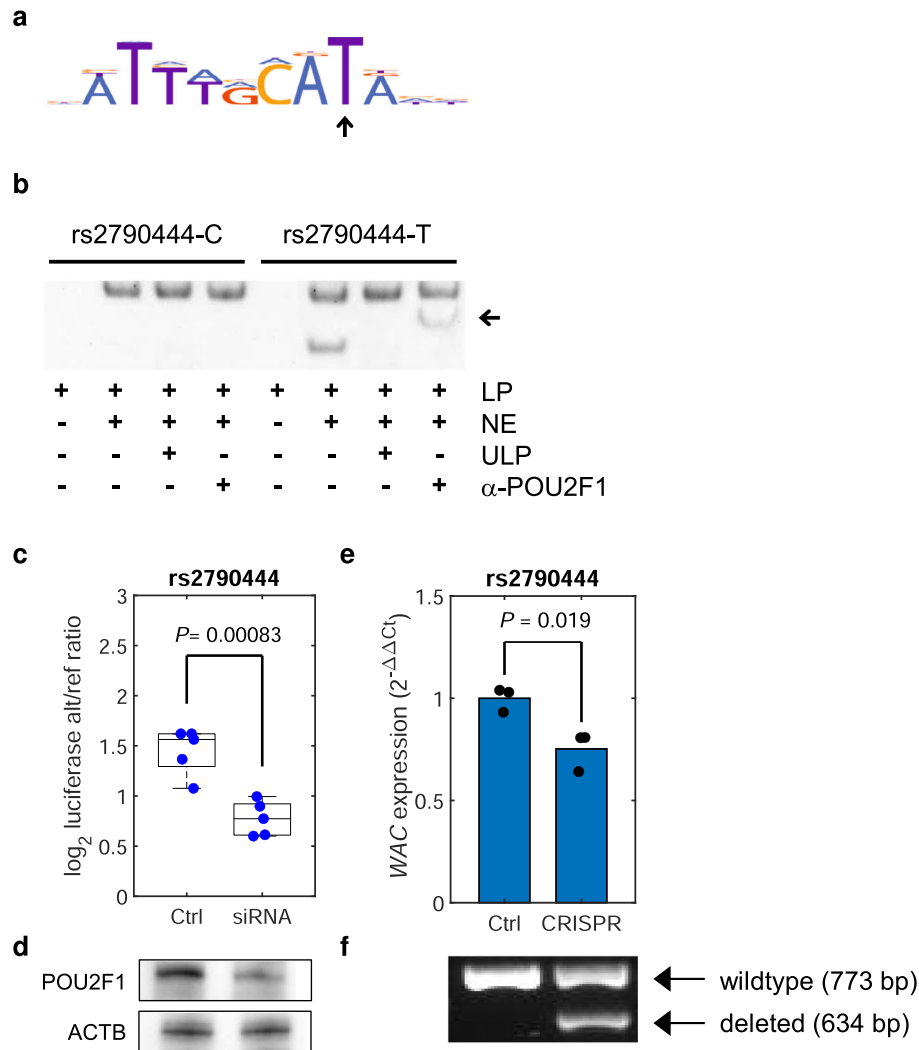 a
ATTTGCATA
b
rs2790444-C rs2790444-T
+ + + + + + + + LP
- + + + - + + + NE
- - + - - - + - ULP
- - - + - - - + α-POU2F1
c
rs2790444
log2 luciferase alt/ref ratio
3
2.5
2
1.5
1
0.5
0
P= 0.00083
Ctrl siRNA
e
rs2790444
WAC expression (2^-ΔΔCt)
1.5
1
0.5
0
P = 0.019
Ctrl CRISPR
d
POU2F1
ACTB
f
wildtype (773 bp)
deleted (634 bp)